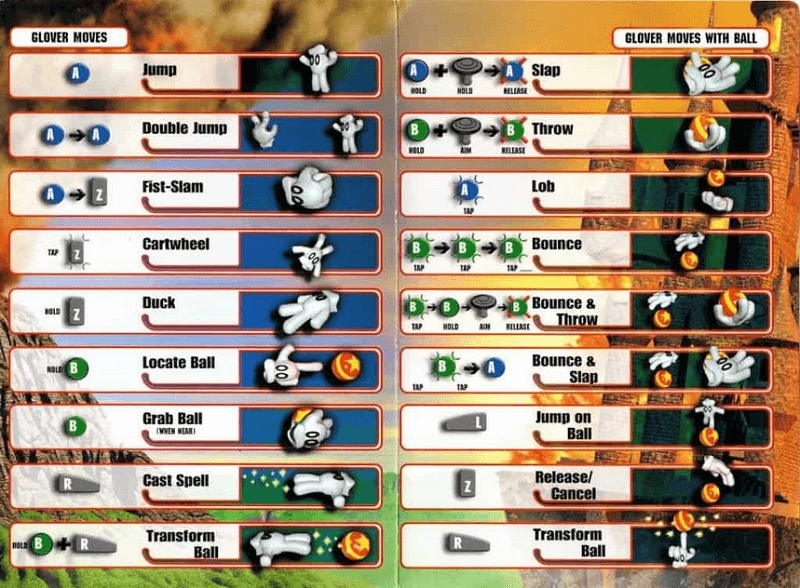 GLOVER MOVES
A
Jump
A A
Double Jump
A Z
Fist-Slam
TAP Z
Cartwheel
HOLD Z
Duck
HOLD B
Locate Ball
B
Grab Ball
(WHEN NEAR)
R
Cast Spell
HOLD B + R
Transform
Ball
GLOVER MOVES WITH BALL
A + A
HOLD HOLD RELEASE
Slap
B + B
HOLD AIM RELEASE
Throw
A
TAP
Lob
B B B
TAP TAP TAP
Bounce
B B B
TAP HOLD AIM RELEASE
Bounce &
Throw
B A
TAP TAP
Bounce &
Slap
L
Jump on
Ball
Z
Release/
Cancel
R
Transform
Ball